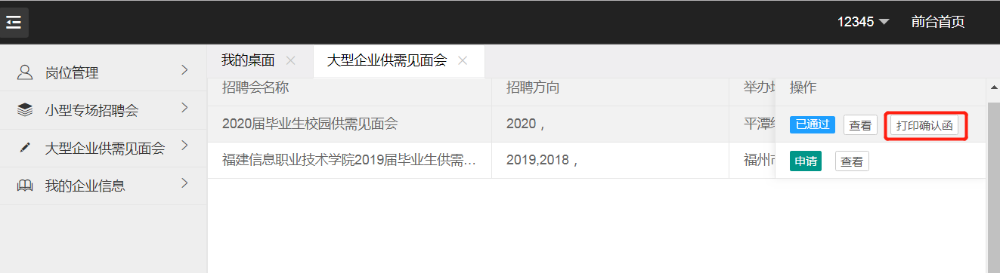 12345 前台首页
岗位管理
小型专场招聘会
大型企业供需见面会
我的企业信息
我的桌面 大型企业供需见面会
招聘会名称 招聘方向 举办 操作
2020届毕业生校园供需见面会 2020， 平潭 已通过 查看 打印确认函
福建信息职业技术学院2019届毕业生供需... 2019,2018， 福州 申请 查看